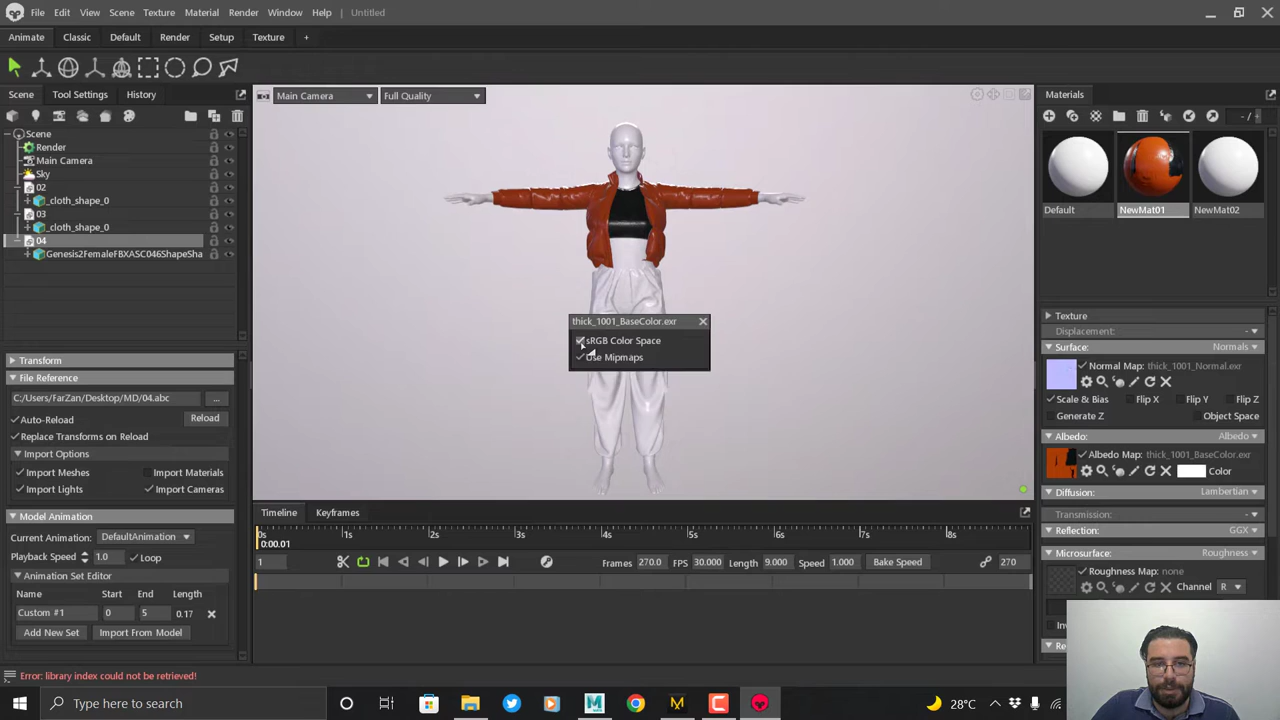 File Edit View Scene Texture Material Render Window Help Untitled
Animate Classic Default Render Setup Texture +
Scene Tool Settings History
Main Camera Full Quality
Materials
- /
Scene
Render
Main Camera
Sky
02
_cloth_shape_0
03
_cloth_shape_0
04
Genesis2FemaleFBXASC046ShapeSha
Default NewMat01 NewMat02
thick_1001_BaseColor.exr
sRGB Color Space
Use Mipmaps
Transform
File Reference
C:/Users/FarZan/Desktop/MD/04.abc ...
Auto-Reload Reload
Replace Transforms on Reload
Import Options
Import Meshes Import Materials
Import Lights Import Cameras
Model Animation
Current Animation: DefaultAnimation
Playback Speed 1.0 Loop
Animation Set Editor
Name Start End Length
Custom #1 0 5 0.17
Add New Set Import From Model
Texture
Displacement: -
Surface: Normals
Normal Map: thick_1001_Normal.exr
Scale & Bias Flip X Flip Y Flip Z
Generate Z Object Space
Albedo: Albedo
Albedo Map: thick_1001_BaseColor.exr
Color
Diffusion: Lambertian
Transmission: -
Reflection: GGX
Microsurface: Roughness
Roughness Map: none
Channel R
Timeline Keyframes
0s 1s 2s 3s 4s 5s 6s 7s 8s
0:00.01
1 Frames 270.0 FPS 30.000 Length 9.000 Speed 1.000 Bake Speed 270
Error: library index could not be retrieved!
Type here to search
28°C